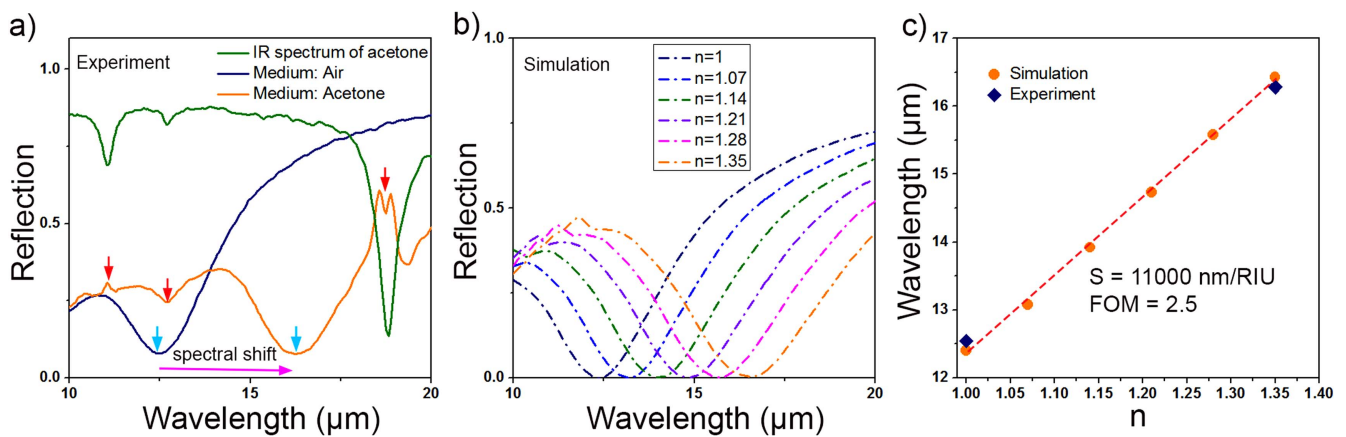 a)
Experiment
IR spectrum of acetone
Medium: Air
Medium: Acetone
1.0
0.5
0.0
Reflection
spectral shift
10
15
20
Wavelength (μm)
b)
Simulation
n=1
n=1.07
n=1.14
n=1.21
n=1.28
n=1.35
1.0
0.5
0.0
Reflection
10
15
20
Wavelength (μm)
c)
Simulation
Experiment
17
16
15
14
13
12
Wavelength (μm)
S = 11000 nm/RIU
FOM = 2.5
1.00
1.05
1.10
1.15
1.20
1.25
1.30
1.35
1.40
n